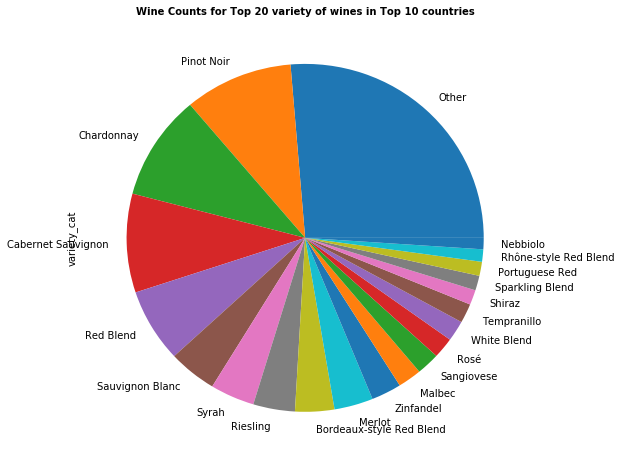 Wine Counts for Top 20 variety of wines in Top 10 countries
Other
Pinot Noir
Chardonnay
Cabernet Sauvignon
variety_cat
Red Blend
Sauvignon Blanc
Syrah
Riesling
Bordeaux-style Red Blend
Merlot
Zinfandel
Malbec
Sangiovese
Rosé
White Blend
Tempranillo
Shiraz
Sparkling Blend
Portuguese Red
Rhône-style Red Blend
Nebbiolo